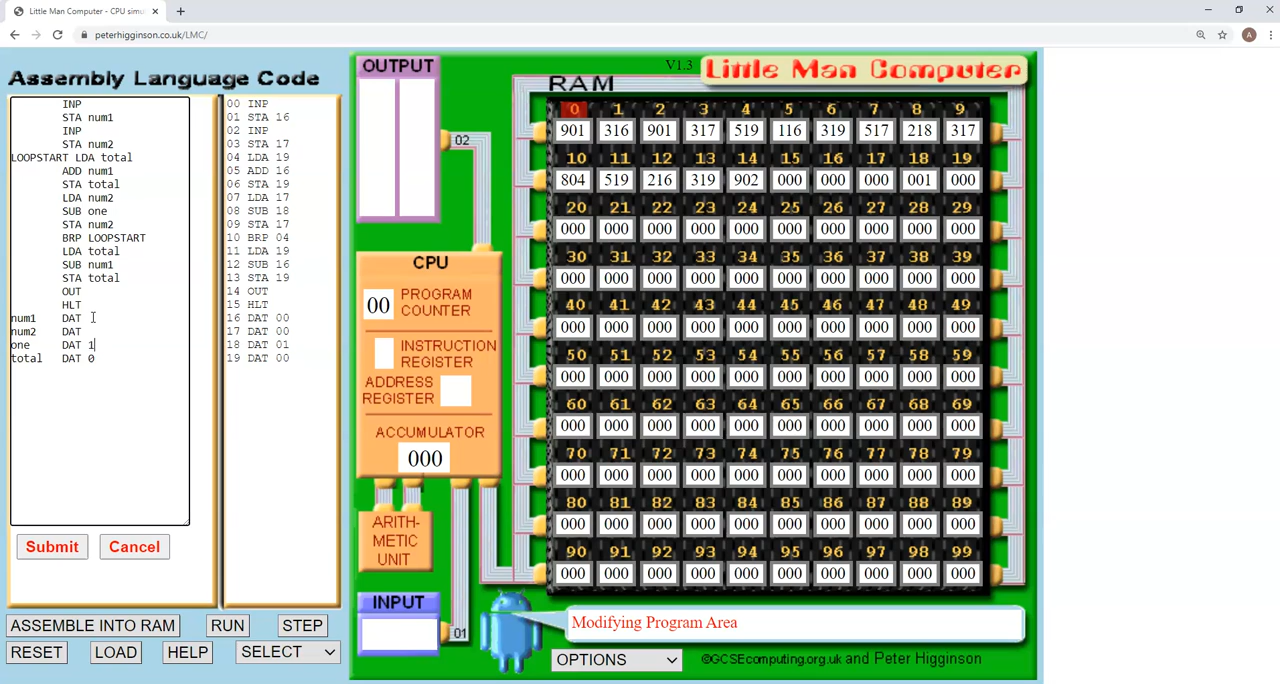 Little Man Computer - CPU simu
peterhigginson.co.uk/LMC/
A
Assembly Language Code
INP
STA num1
INP
STA num2
LOOPSTART LDA total
ADD num1
STA total
LDA num2
SUB one
STA num2
BRP LOOPSTART
LDA total
SUB num1
STA total
OUT
HLT
num1 DAT
num2 DAT
one DAT 1
total DAT 0
Submit Cancel
00 INP
01 STA 16
02 INP
03 STA 17
04 LDA 19
05 ADD 16
06 STA 19
07 LDA 17
08 SUB 18
09 STA 17
10 BRP 04
11 LDA 19
12 SUB 16
13 STA 19
14 OUT
15 HLT
16 DAT 00
17 DAT 00
18 DAT 01
19 DAT 00
ASSEMBLE INTO RAM RUN STEP
RESET LOAD HELP SELECT
OUTPUT
02
CPU
00 PROGRAM COUNTER
INSTRUCTION REGISTER
ADDRESS REGISTER
ACCUMULATOR
000
ARITH-
METIC
UNIT
INPUT
01
V1.3 Little Man Computer
RAM
0 1 2 3 4 5 6 7 8 9
901 316 901 317 519 116 319 517 218 317
10 11 12 13 14 15 16 17 18 19
804 519 216 319 902 000 000 000 001 000
20 21 22 23 24 25 26 27 28 29
000 000 000 000 000 000 000 000 000 000
30 31 32 33 34 35 36 37 38 39
000 000 000 000 000 000 000 000 000 000
40 41 42 43 44 45 46 47 48 49
000 000 000 000 000 000 000 000 000 000
50 51 52 53 54 55 56 57 58 59
000 000 000 000 000 000 000 000 000 000
60 61 62 63 64 65 66 67 68 69
000 000 000 000 000 000 000 000 000 000
70 71 72 73 74 75 76 77 78 79
000 000 000 000 000 000 000 000 000 000
80 81 82 83 84 85 86 87 88 89
000 000 000 000 000 000 000 000 000 000
90 91 92 93 94 95 96 97 98 99
000 000 000 000 000 000 000 000 000 000
Modifying Program Area
OPTIONS
©GCSEcomputing.org.uk and Peter Higginson